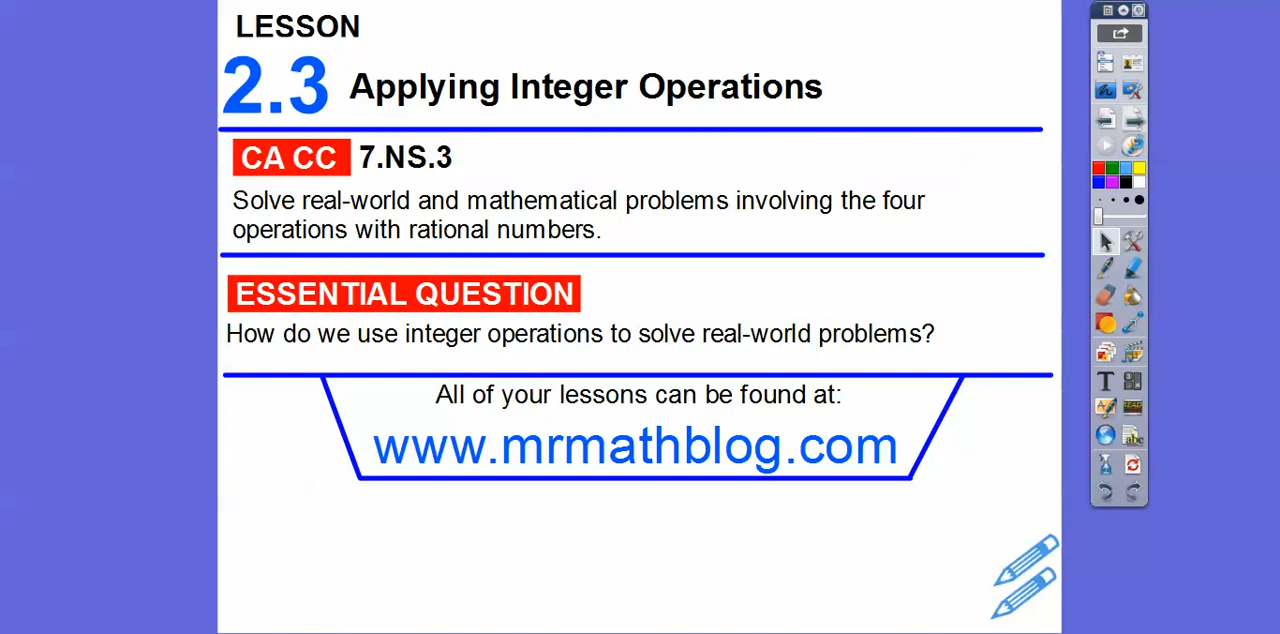 LESSON
2.3 Applying Integer Operations
CA CC 7.NS.3
Solve real-world and mathematical problems involving the four
operations with rational numbers.
ESSENTIAL QUESTION
How do we use integer operations to solve real-world problems?
All of your lessons can be found at:
www.mrmathblog.com
T
abc